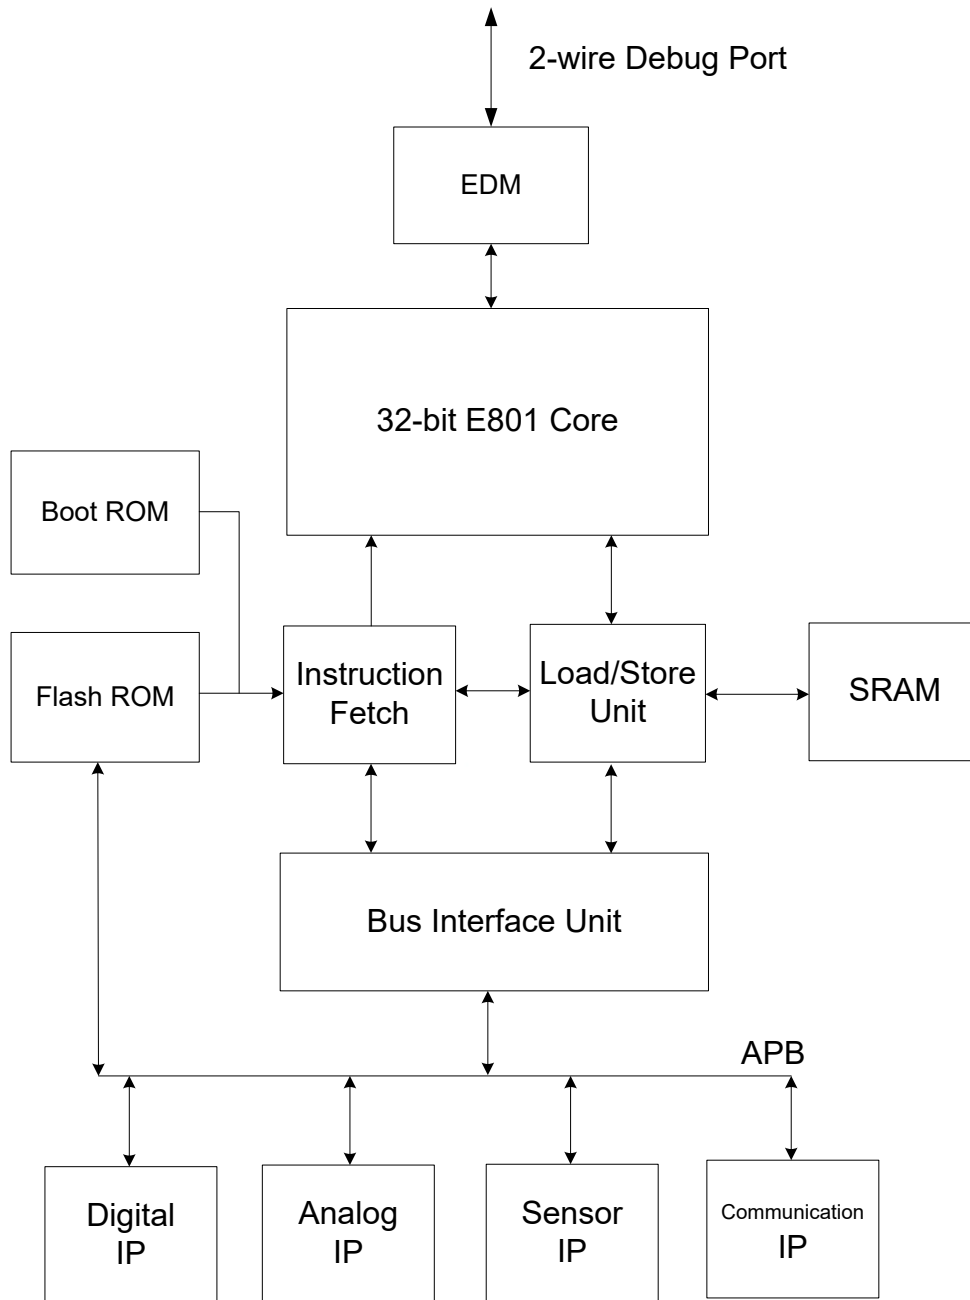 2-wire Debug Port
EDM
32-bit E801 Core
Boot ROM
Flash ROM
Instruction
Fetch
Load/Store
Unit
SRAM
Bus Interface Unit
APB
Digital
IP
Analog
IP
Sensor
IP
Communication
IP